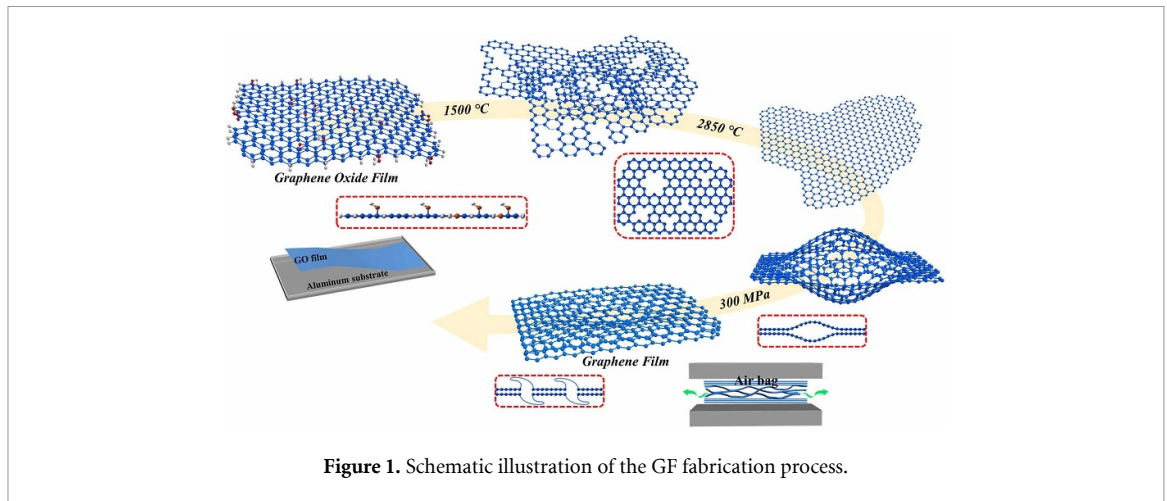 1500 °C
2850 °C
Graphene Oxide Film
GO film
Aluminum substrate
300 MPa
Graphene Film
Air bag
Figure 1. Schematic illustration of the GF fabrication process.